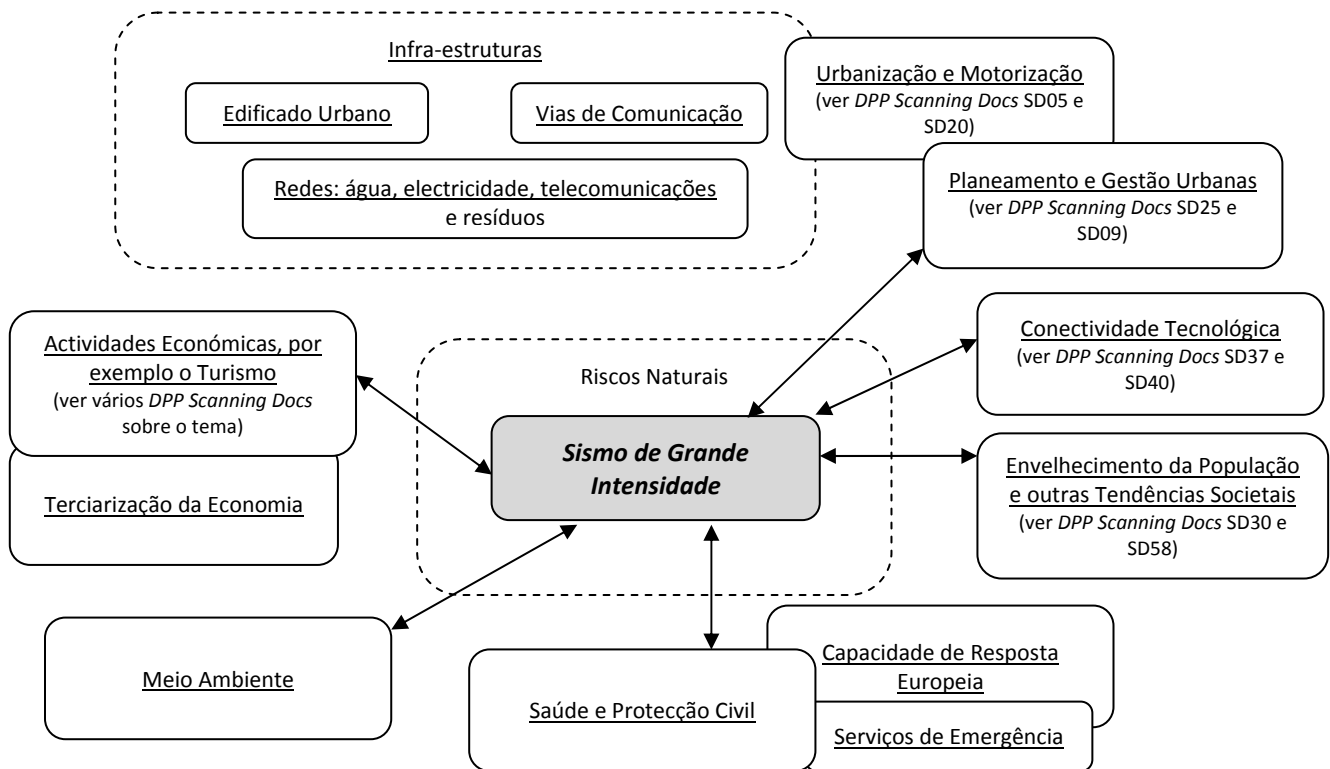 Infra-estruturas
Edificado Urbano
Vias de Comunicação
Redes: água, electricidade, telecomunicações
e resíduos
Urbanização e Motorização
(ver DPP Scanning Docs SD05 e
SD20)
Planeamento e Gestão Urbanas
(ver DPP Scanning Docs SD25 e
SD09)
Actividades Económicas, por
exemplo o Turismo
(ver vários DPP Scanning Docs
sobre o tema)
Terciarização da Economia
Riscos Naturais
Sismo de Grande
Intensidade
Conectividade Tecnológica
(ver DPP Scanning Docs SD37 e
SD40)
Envelhecimento da População
e outras Tendências Societais
(ver DPP Scanning Docs SD30 e
SD58)
Meio Ambiente
Saúde e Protecção Civil
Capacidade de Resposta
Europeia
Serviços de Emergência